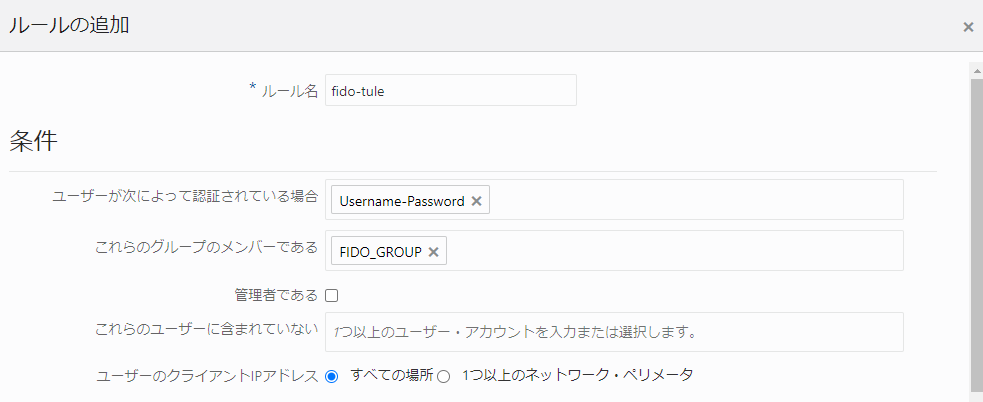 ルールの追加
* ルール名 fido-tule
条件
ユーザーが次によって認証されている場合 Username-Password
これらのグループのメンバーである FIDO_GROUP
管理者である
これらのユーザーに含まれていない 1つ以上のユーザー・アカウントを入力または選択します。
ユーザーのクライアントIPアドレス すべての場所 1つ以上のネットワーク・ペリメータ